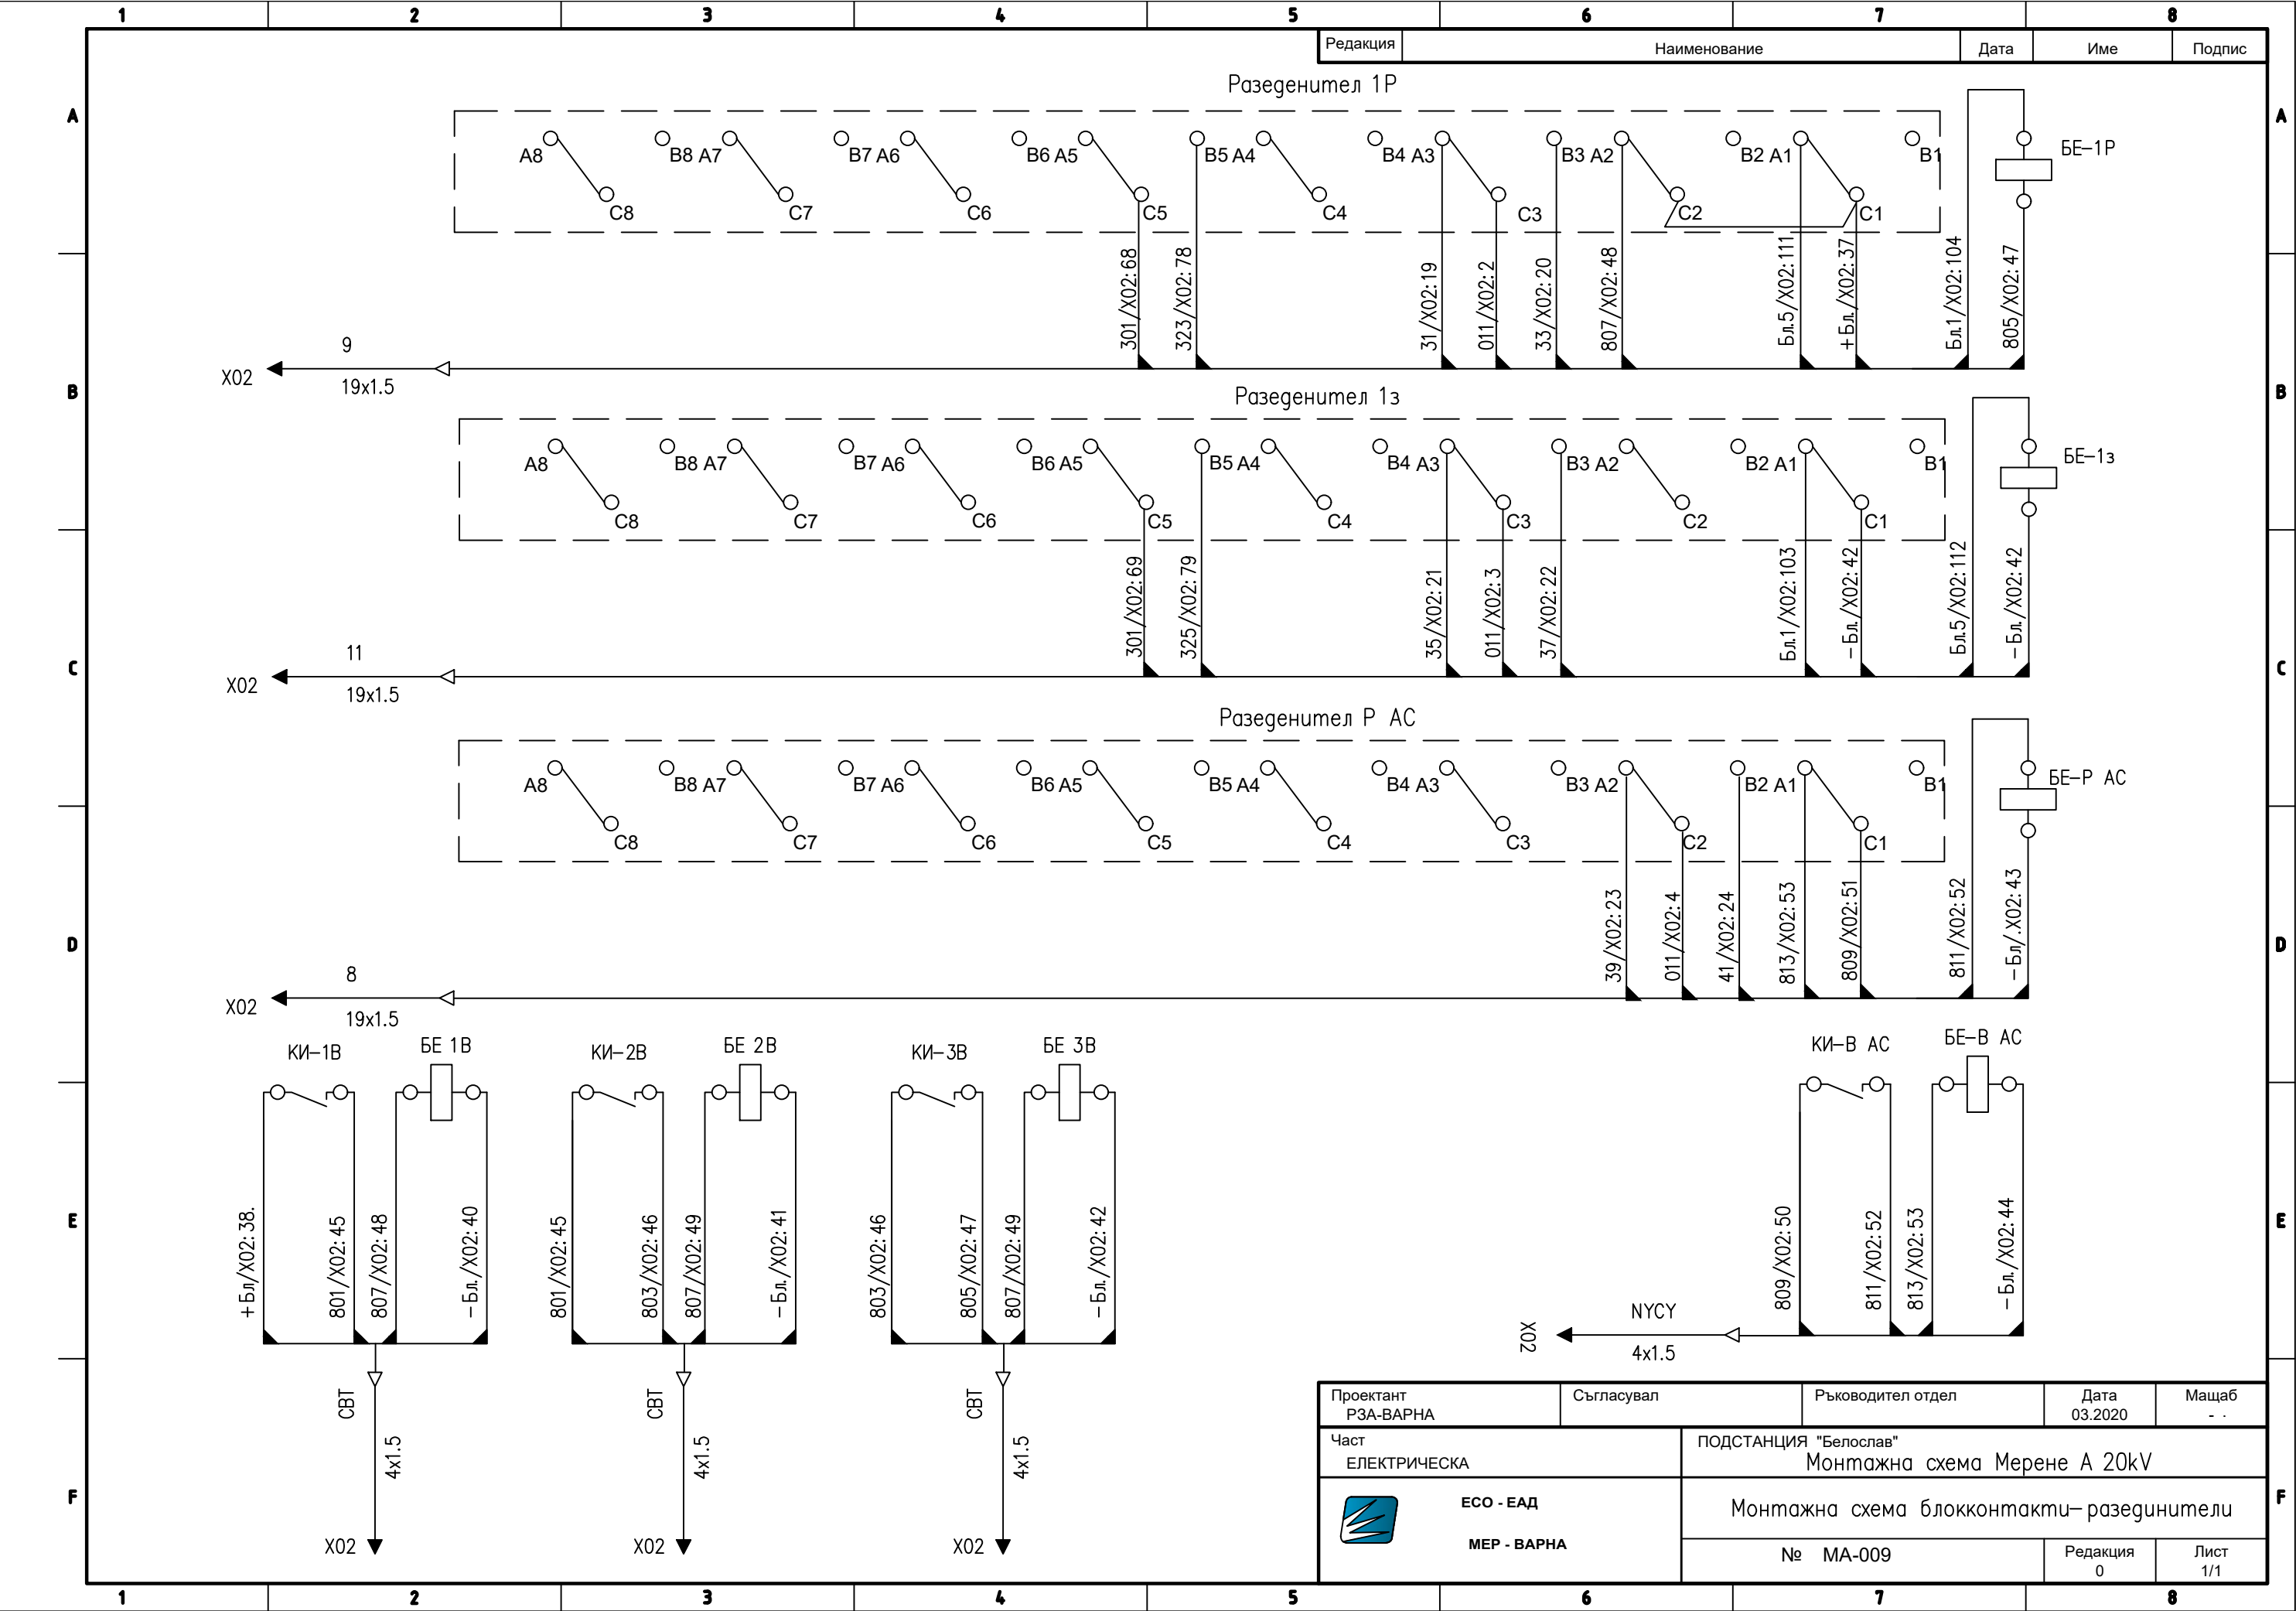 1 2 3 4 5 6 7 8
Редакция Наименование Дата Име Подпис
A A
Разеденител 1Р
A8 B8 A7 B7 A6 B6 A5 B5 A4 B4 A3 B3 A2 B2 A1 B1
БЕ-1Р
C8 C7 C6 C5 C4 C3 C2 C1
301/X02:68
323/X02:78
31/X02:19
011/X02:2
33/X02:20
807/X02:48
Бл.5/X02:111
+Бл./X02:37
Бл.1/X02:104
805/X02:47
9
X02
19x1.5
B B
Разеденител 1з
A8 B8 A7 B7 A6 B6 A5 B5 A4 B4 A3 B3 A2 B2 A1 B1
БЕ-1з
C8 C7 C6 C5 C4 C3 C2 C1
301/X02:69
325/X02:79
35/X02:21
011/X02:3
37/X02:22
Бл.1/X02:103
-Бл./X02:42
Бл.5/X02:112
-Бл./X02:42
11
X02
19x1.5
C C
Разеденител Р АС
A8 B8 A7 B7 A6 B6 A5 B5 A4 B4 A3 B3 A2 B2 A1 B1
БЕ-Р АС
C8 C7 C6 C5 C4 C3 C2 C1
39/X02:23
011/X02:4
41/X02:24
813/X02:53
809/X02:51
811/X02:52
-Бл/.X02:43
D D
8
X02
19x1.5
КИ-1В БЕ 1В КИ-2В БЕ 2В КИ-3В БЕ 3В КИ-В АС БЕ-В АС
E E
+Бл/X02:38.
801/X02:45
807/X02:48
-Бл./X02:40
801/X02:45
803/X02:46
807/X02:49
-Бл./X02:41
803/X02:46
805/X02:47
807/X02:49
-Бл./X02:42
809/X02:50
811/X02:52
813/X02:53
-Бл./X02:44
X02
NYCY
4x1.5
СВТ
4x1.5
СВТ
4x1.5
СВТ
4x1.5
X02 X02 X02
F F
Проектант Съгласувал Ръководител отдел Дата Мащаб
РЗА-ВАРНА 03.2020 - .
Част ПОДСТАНЦИЯ "Белослав"
ЕЛЕКТРИЧЕСКА Монтажна схема Мерене А 20kV
ЕСО - ЕАД
Монтажна схема блокконтакти-разединители
МЕР - ВАРНА
№ МА-009 Редакция Лист
0 1/1
1 2 3 4 5 6 7 8